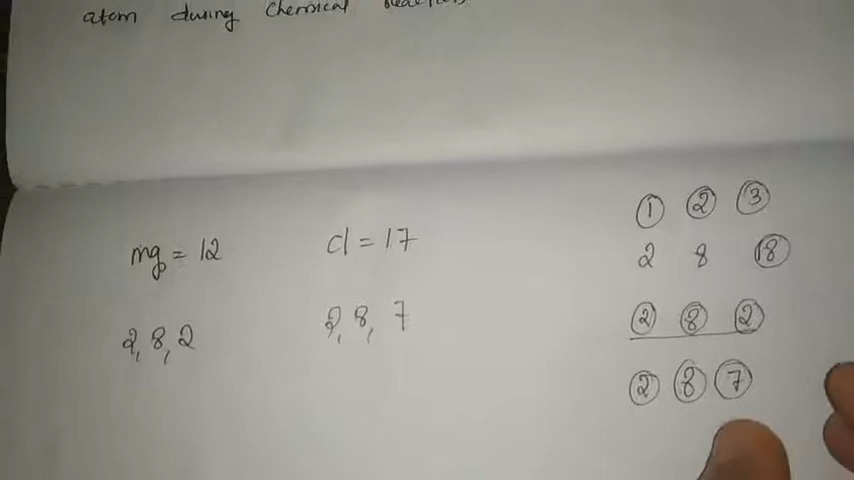 atom during Chemical
1 2 3
mg = 12 cl = 17
2 8 18
2, 8, 2 2, 8, 7
2 8 2
2 8 7